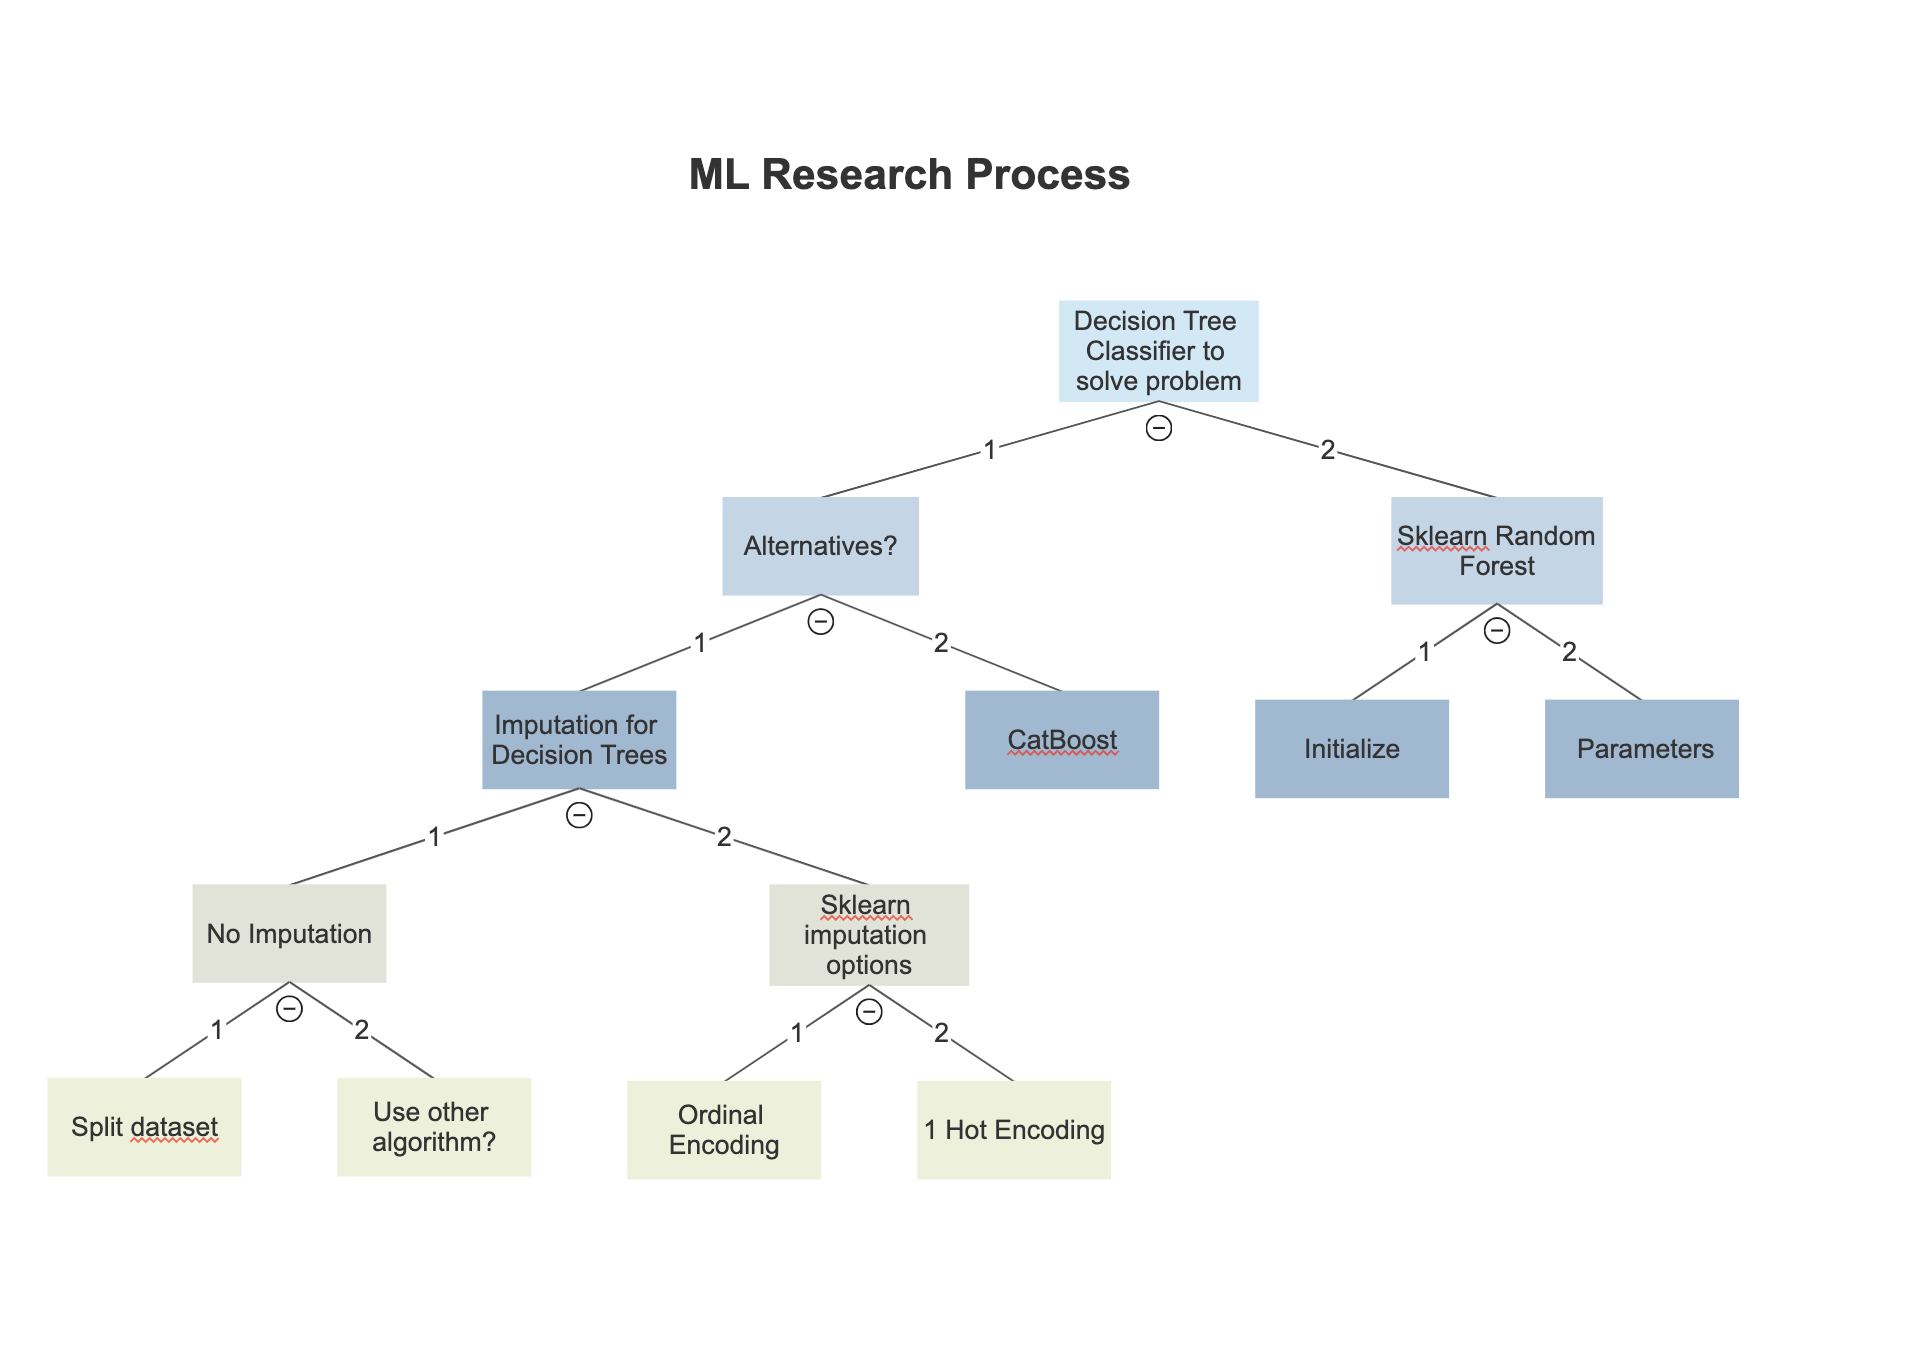 ML Research Process
Decision Tree
Classifier to
solve problem
1
2
Alternatives?
Sklearn Random
Forest
1
2
1
2
Imputation for
Decision Trees
CatBoost
Initialize
Parameters
1
2
No Imputation
Sklearn
imputation
options
1
2
1
2
Split dataset
Use other
algorithm?
Ordinal
Encoding
1 Hot Encoding